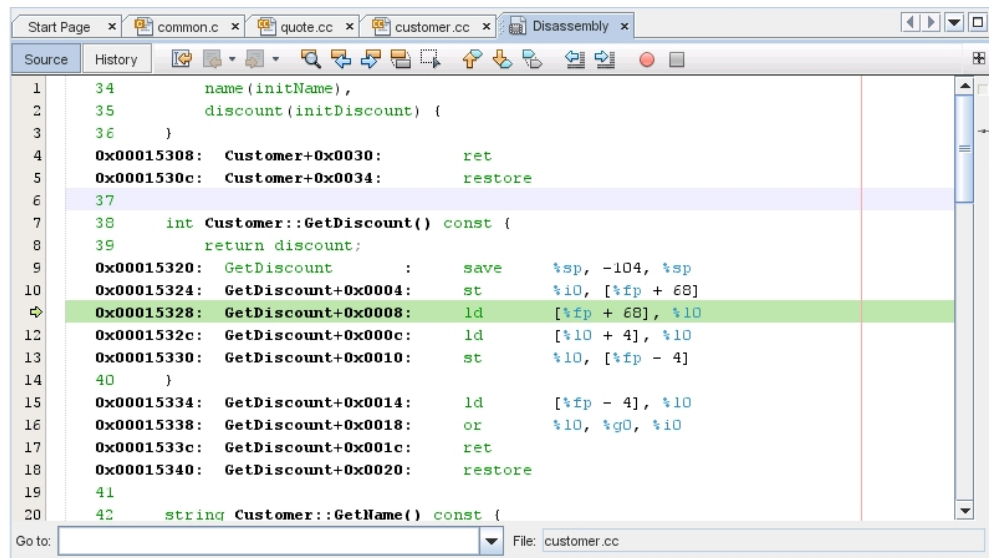 Start Page × common.c × quote.cc × customer.cc × Disassembly ×
Source History
1 34 name(initName),
2 35 discount(initDiscount) {
3 36 }
4 0x00015308: Customer+0x0030: ret
5 0x0001530c: Customer+0x0034: restore
6 37
7 38 int Customer::GetDiscount() const {
8 39 return discount;
9 0x00015320: GetDiscount : save %sp, -104, %sp
10 0x00015324: GetDiscount+0x0004: st %i0, [%fp + 68]
0x00015328: GetDiscount+0x0008: ld [%fp + 68], %l0
12 0x0001532c: GetDiscount+0x000c: ld [%l0 + 4], %l0
13 0x00015330: GetDiscount+0x0010: st %l0, [%fp - 4]
14 40 }
15 0x00015334: GetDiscount+0x0014: ld [%fp - 4], %l0
16 0x00015338: GetDiscount+0x0018: or %l0, %g0, %i0
17 0x0001533c: GetDiscount+0x001c: ret
18 0x00015340: GetDiscount+0x0020: restore
19 41
20 42 string Customer::GetName() const {
Go to: File: customer.cc